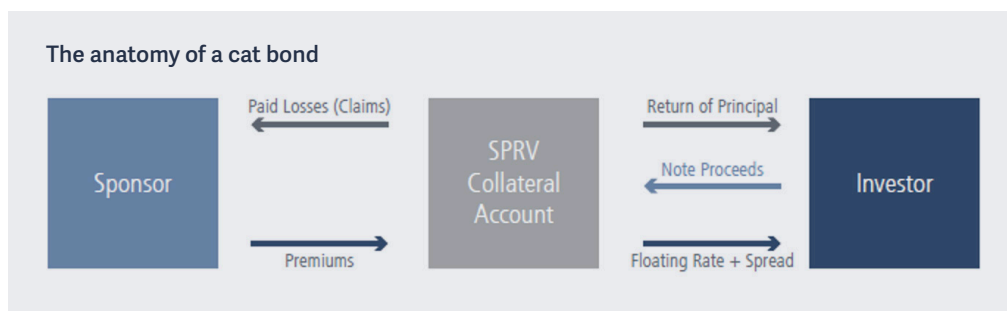 The anatomy of a cat bond
Sponsor
Paid Losses (Claims)
Premiums
SPRV
Collateral
Account
Return of Principal
Note Proceeds
Floating Rate + Spread
Investor